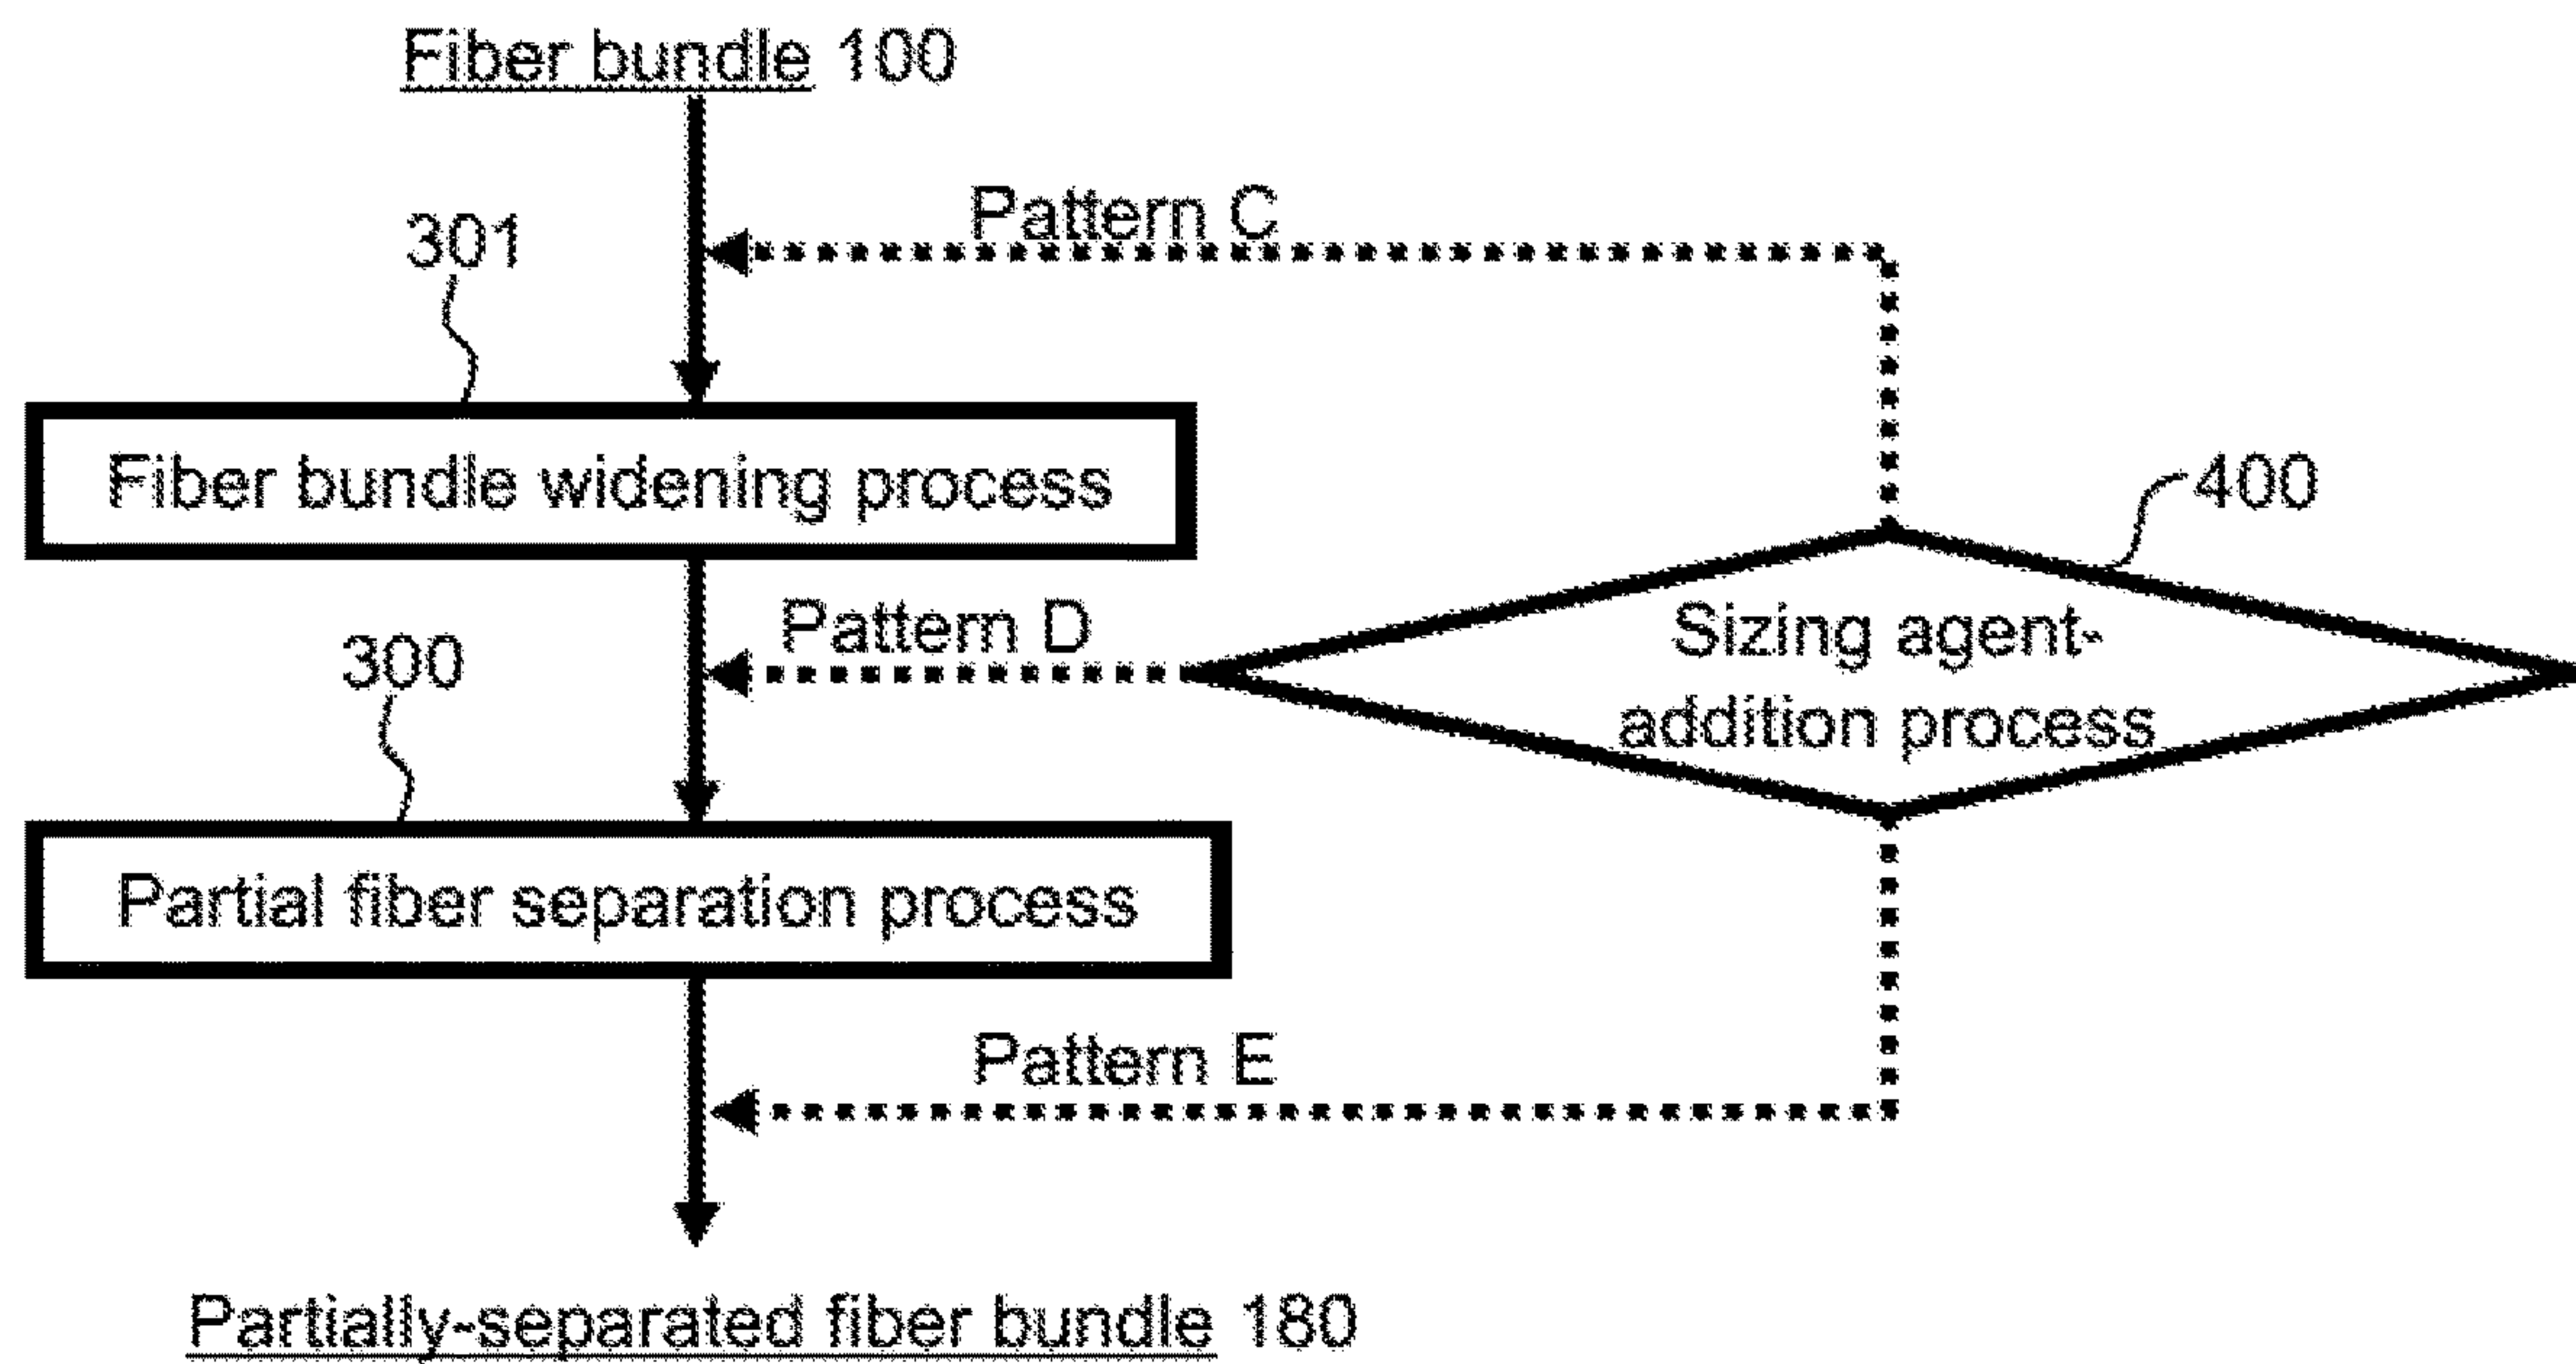 Fiber bundle 100
Pattern C
301
Fiber bundle widening process
400
Pattern D
300
Sizing agent-
addition process
Partial fiber separation process
Pattern E
Partially-separated fiber bundle 180